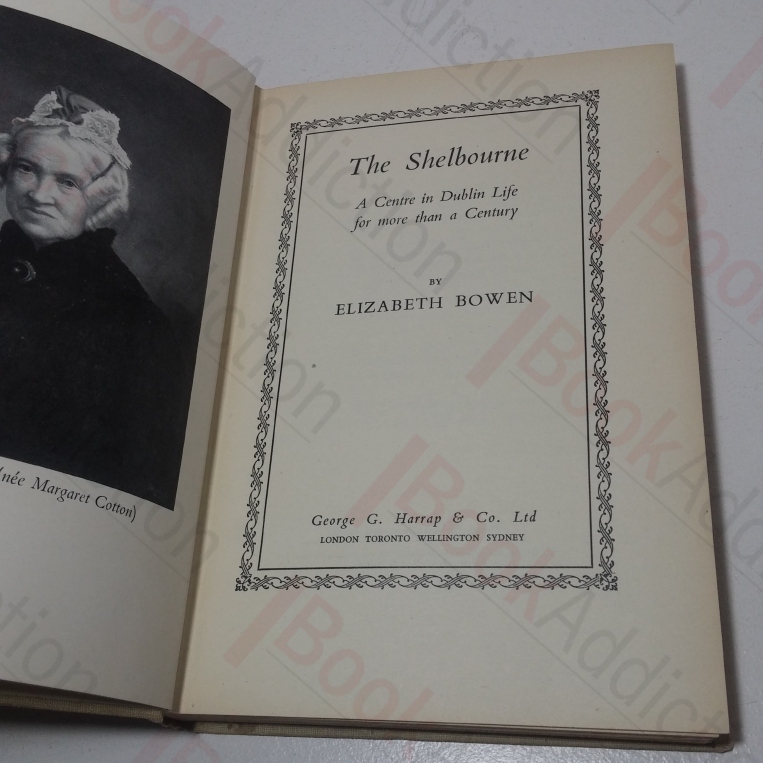 (née Margaret Cotton)
The Shelbourne
A Centre in Dublin Life
for more than a Century
BY
ELIZABETH BOWEN
George G. Harrap & Co. Ltd
LONDON TORONTO WELLINGTON SYDNEY
BookAddiction